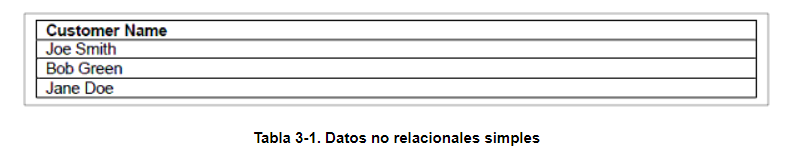 Customer Name
Joe Smith
Bob Green
Jane Doe
Tabla 3-1. Datos no relacionales simples